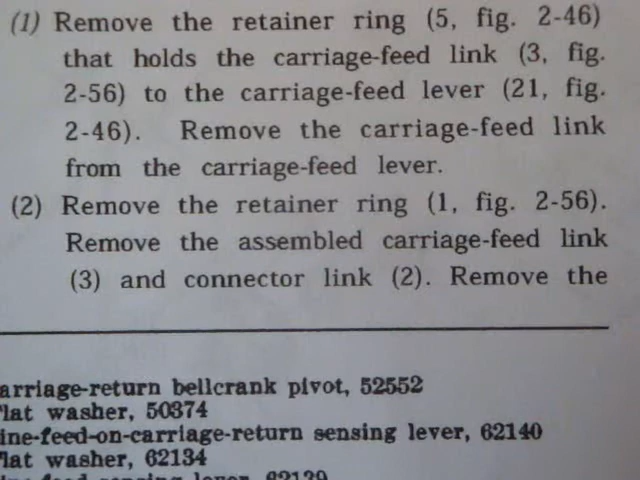 (1) Remove the retainer ring (5, fig. 2-46)
that holds the carriage-feed link (3, fig.
2-56) to the carriage-feed lever (21, fig.
2-46). Remove the carriage-feed link
from the carriage-feed lever.
(2) Remove the retainer ring (1, fig. 2-56).
Remove the assembled carriage-feed link
(3) and connector link (2). Remove the
arriage-return bellcrank pivot, 52552
lat washer, 50374
ine-feed-on-carriage-return sensing lever, 62140
lat washer, 62134